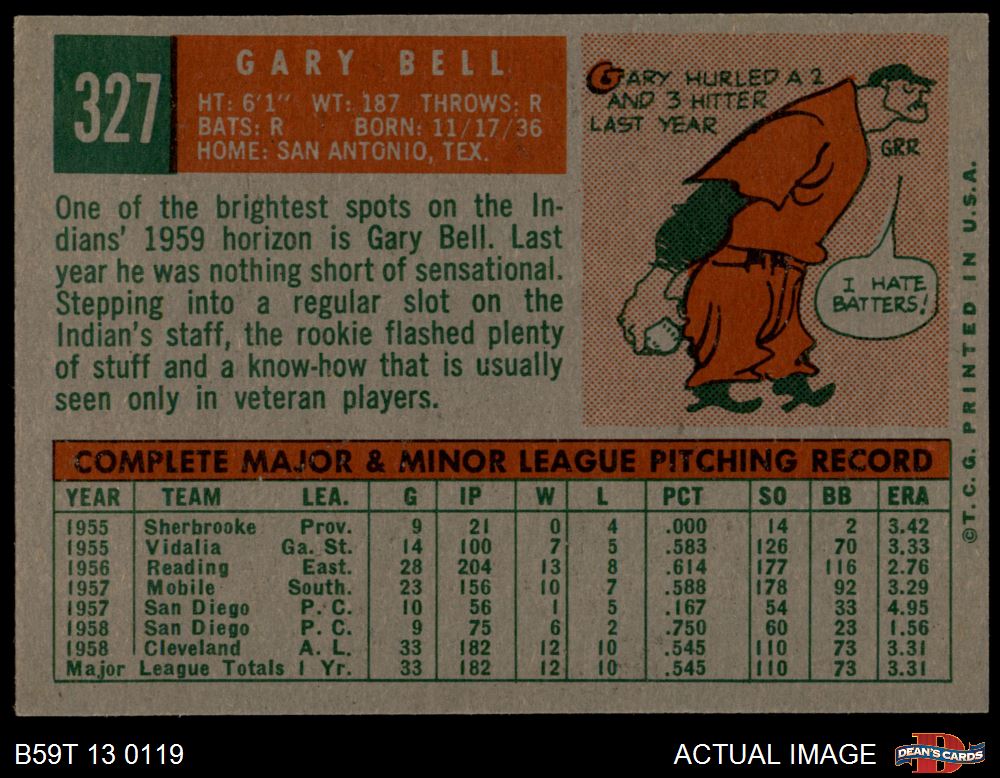 327
GARY BELL
HT: 6'1" WT: 187 THROWS: R
BATS: R BORN: 11/17/36
HOME: SAN ANTONIO, TEX.
GARY HURLED A 2
AND 3 HITTER
LAST YEAR
GRR
I HATE
BATTERS!
One of the brightest spots on the In-
dians' 1959 horizon is Gary Bell. Last
year he was nothing short of sensational.
Stepping into a regular slot on the
Indian's staff, the rookie flashed plenty
of stuff and a know-how that is usually
seen only in veteran players.
COMPLETE MAJOR & MINOR LEAGUE PITCHING RECORD
YEAR TEAM LEA. G IP W L PCT SO BB ERA
1955 Sherbrooke Prov. 9 21 0 4 .000 14 2 3.42
1955 Vidalia Ga. St. 14 100 7 5 .583 126 70 3.33
1956 Reading East. 28 204 13 8 .614 177 116 2.76
1957 Mobile South. 23 156 10 7 .588 178 92 3.29
1957 San Diego P. C. 10 56 1 5 .167 54 33 4.95
1958 San Diego P. C. 9 75 6 2 .750 60 23 1.56
1958 Cleveland A. L. 33 182 12 10 .545 110 73 3.31
Major League Totals 1 Yr. 33 182 12 10 .545 110 73 3.31
©T.C.G. PRINTED IN U.S.A.
B59T 13 0119
ACTUAL IMAGE
DEAN'S CARDS